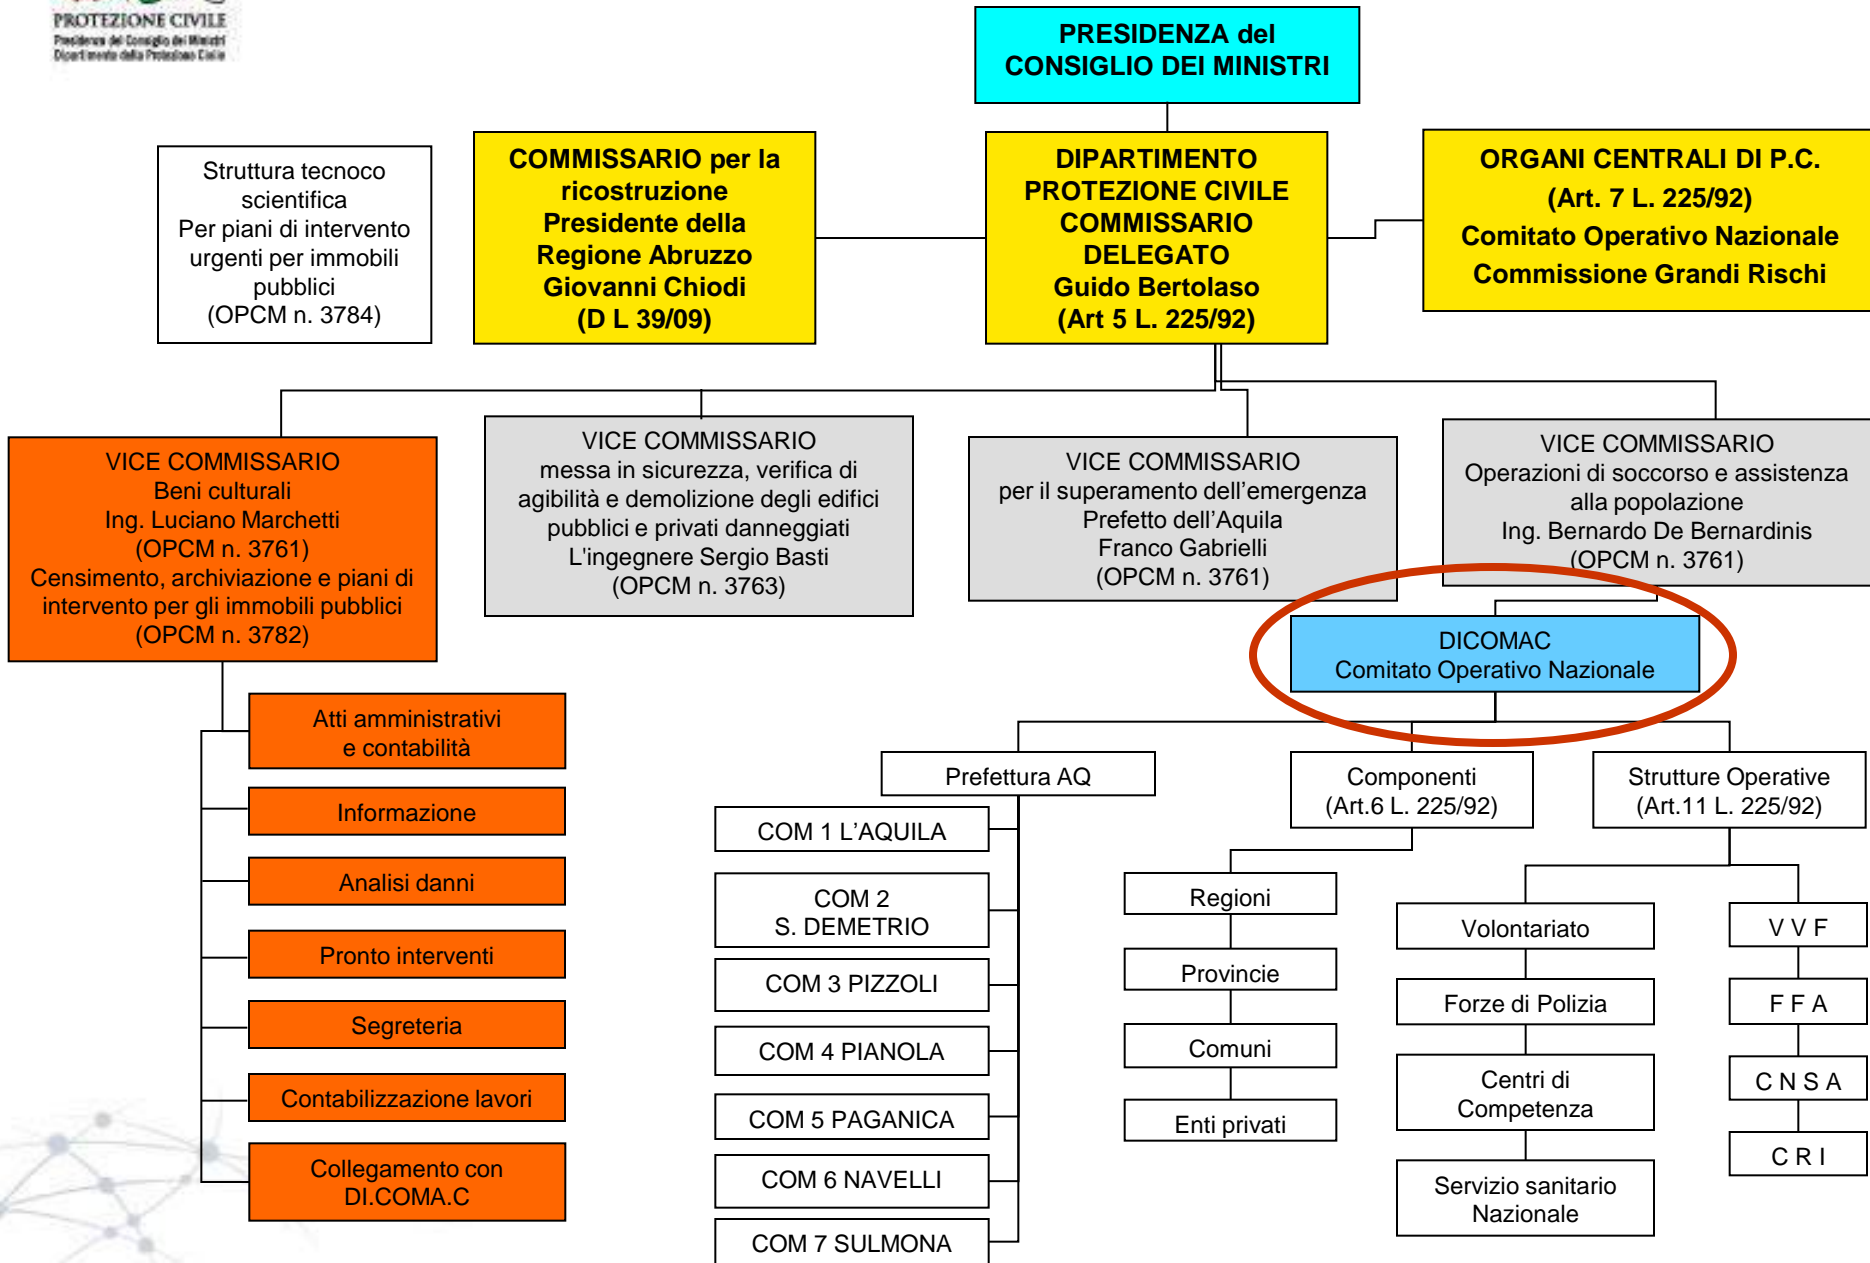 PROTEZIONE CIVILE
Presidenza del Consiglio dei Ministri
Dipartimento della Protezione Civile
PRESIDENZA del
CONSIGLIO DEI MINISTRI
Struttura tecnoco
scientifica
Per piani di intervento
urgenti per immobili
pubblici
(OPCM n. 3784)
COMMISSARIO per la
ricostruzione
Presidente della
Regione Abruzzo
Giovanni Chiodi
(D L 39/09)
DIPARTIMENTO
PROTEZIONE CIVILE
COMMISSARIO
DELEGATO
Guido Bertolaso
(Art 5 L. 225/92)
ORGANI CENTRALI DI P.C.
(Art. 7 L. 225/92)
Comitato Operativo Nazionale
Commissione Grandi Rischi
VICE COMMISSARIO
Beni culturali
Ing. Luciano Marchetti
(OPCM n. 3761)
Censimento, archiviazione e piani di
intervento per gli immobili pubblici
(OPCM n. 3782)
VICE COMMISSARIO
messa in sicurezza, verifica di
agibilità e demolizione degli edifici
pubblici e privati danneggiati
L'ingegnere Sergio Basti
(OPCM n. 3763)
VICE COMMISSARIO
per il superamento dell’emergenza
Prefetto dell’Aquila
Franco Gabrielli
(OPCM n. 3761)
VICE COMMISSARIO
Operazioni di soccorso e assistenza
alla popolazione
Ing. Bernardo De Bernardinis
(OPCM n. 3761)
DICOMAC
Comitato Operativo Nazionale
Atti amministrativi
e contabilità
Informazione
Analisi danni
Pronto interventi
Segreteria
Contabilizzazione lavori
Collegamento con
DI.COMA.C
Prefettura AQ
COM 1 L’AQUILA
COM 2
S. DEMETRIO
COM 3 PIZZOLI
COM 4 PIANOLA
COM 5 PAGANICA
COM 6 NAVELLI
COM 7 SULMONA
Componenti
(Art.6 L. 225/92)
Regioni
Provincie
Comuni
Enti privati
Strutture Operative
(Art.11 L. 225/92)
Volontariato
Forze di Polizia
Centri di
Competenza
Servizio sanitario
Nazionale
V V F
F F A
C N S A
C R I